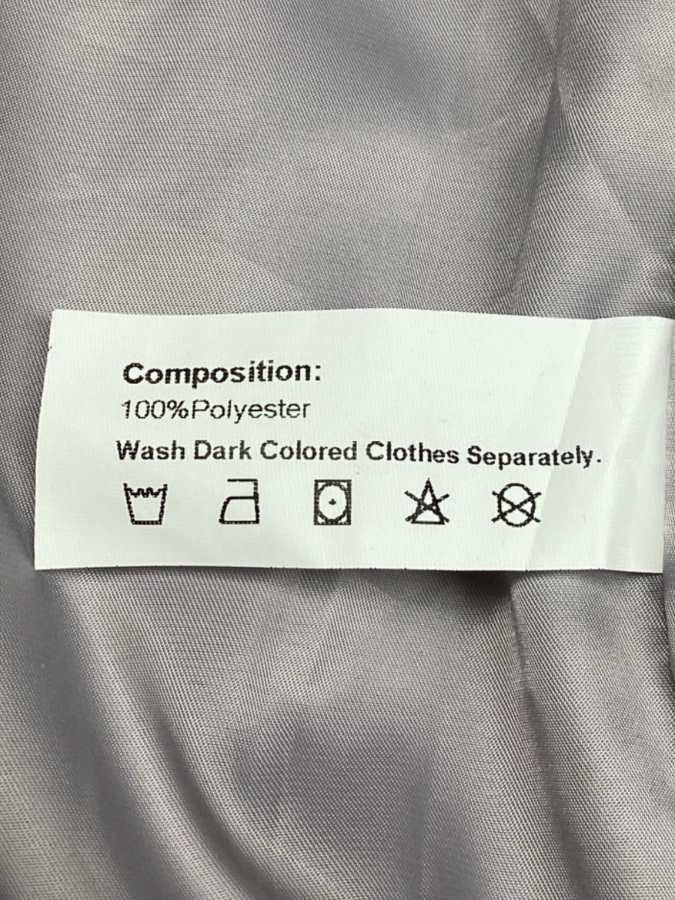 Composition:
100%Polyester
Wash Dark Colored Clothes Separately.